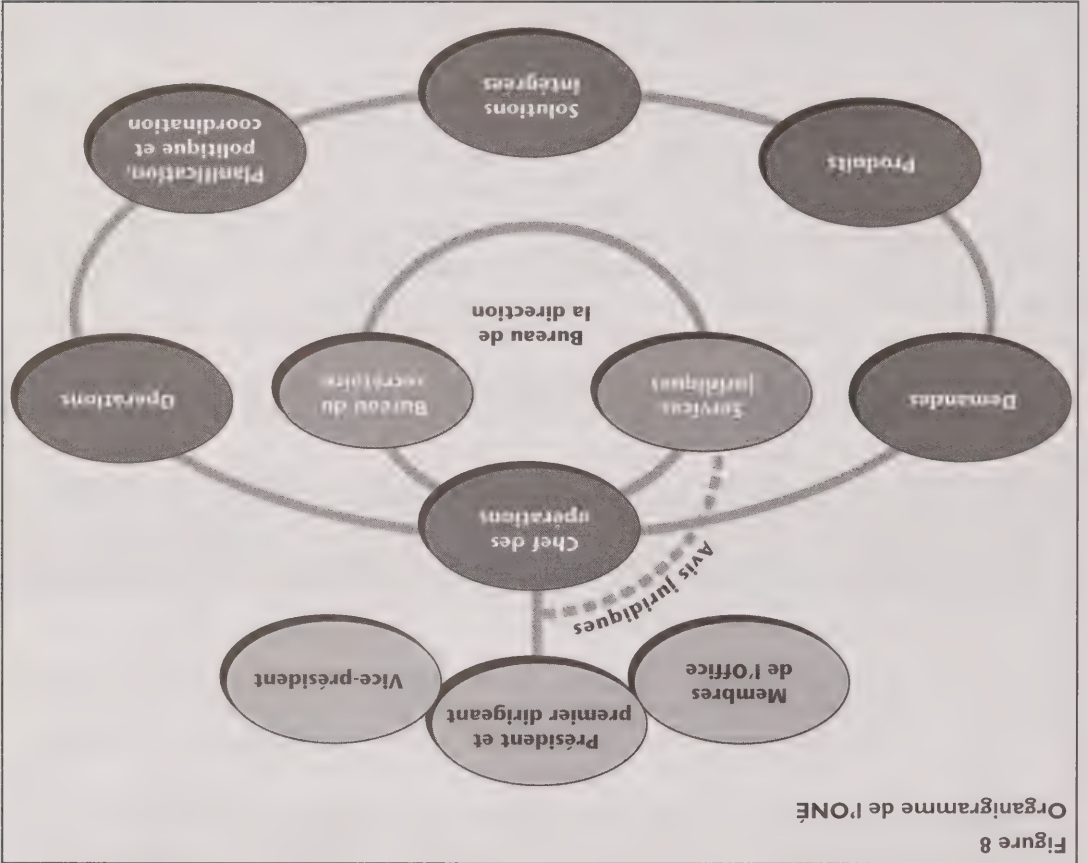 Figure 8
Organigramme de l'ONÉ
Membres
de l'Office
Président et
premier dirigeant
Vice-président
Avis juridiques
Chef des
opérations
Demandes
Services
juridiques
Bureau du
secrétaire
Opérations
Bureau de
la direction
Produits
Solutions
Intégrées
Planification,
politique et
coordination